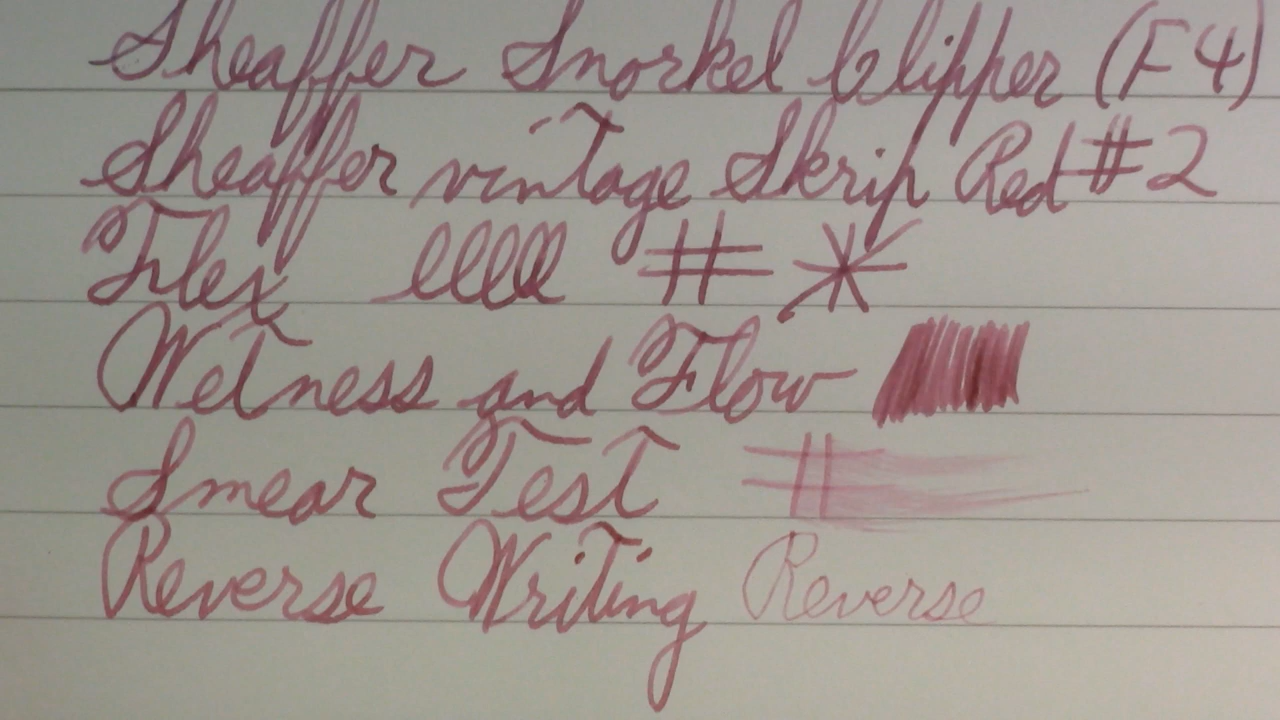 Sheaffer Snorkel Clipper (F4)
Sheaffer vintage Skrip Red #2
Flex llll # *
Wetness and Flow
Smear Test #
Reverse Writing Reverse